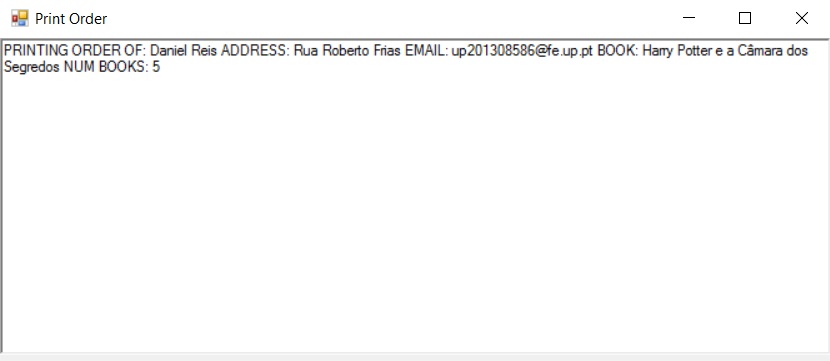 Print Order
PRINTING ORDER OF: Daniel Reis ADDRESS: Rua Roberto Frias EMAIL: up201308586@fe.up.pt BOOK: Harry Potter e a Câmara dos
Segredos NUM BOOKS: 5